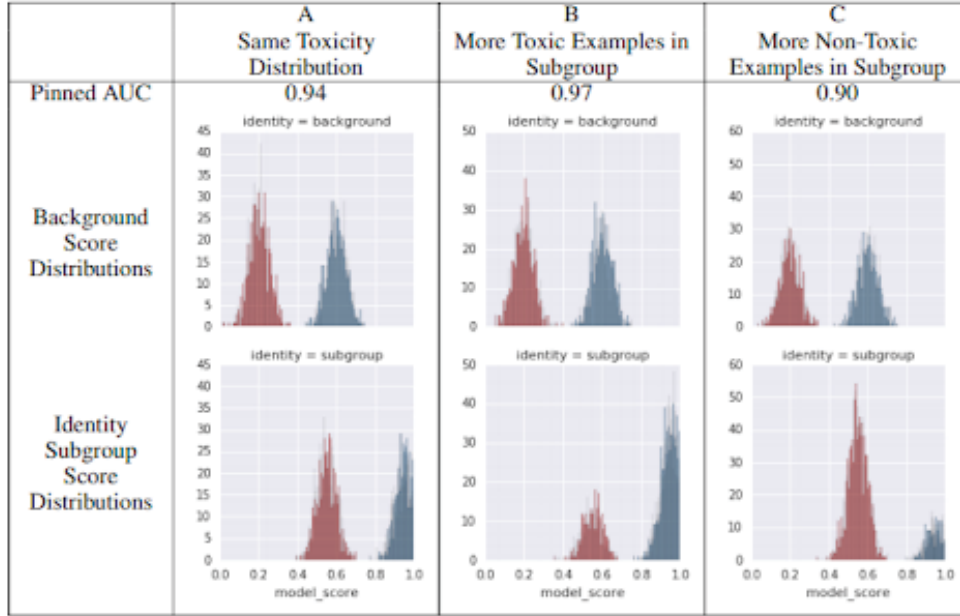 A
Same Toxicity
Distribution
B
More Toxic Examples in
Subgroup
C
More Non-Toxic
Examples in Subgroup
Pinned AUC 0.94 0.97 0.90
Background
Score
Distributions
identity = background
45
40
35
30
25
20
15
10
5
0
identity = background
50
40
30
20
10
0
identity = background
60
50
40
30
20
10
0
Identity
Subgroup
Score
Distributions
identity = subgroup
45
40
35
30
25
20
15
10
5
0
0.0 0.2 0.4 0.6 0.8 1.0
model_score
identity = subgroup
50
40
30
20
10
0
0.0 0.2 0.4 0.6 0.8 1.0
model_score
identity = subgroup
60
50
40
30
20
10
0
0.0 0.2 0.4 0.6 0.8 1.0
model_score